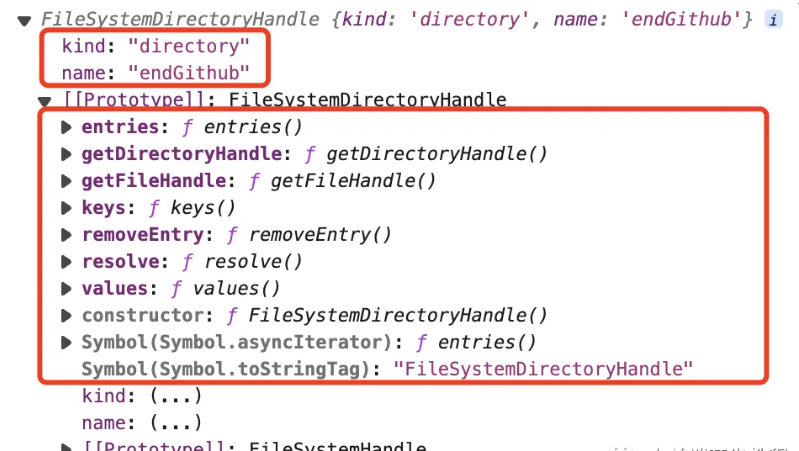 FileSystemDirectoryHandle {kind: 'directory', name: 'endGithub'} i
kind: "directory"
name: "endGithub"
[[Prototype]]: FileSystemDirectoryHandle
entries: ƒ entries()
getDirectoryHandle: ƒ getDirectoryHandle()
getFileHandle: ƒ getFileHandle()
keys: ƒ keys()
removeEntry: ƒ removeEntry()
resolve: ƒ resolve()
values: ƒ values()
constructor: ƒ FileSystemDirectoryHandle()
Symbol(Symbol.asyncIterator): ƒ entries()
Symbol(Symbol.toStringTag): "FileSystemDirectoryHandle"
kind: (...)
name: (...)
[[Prototype]]: FileSystemHandle